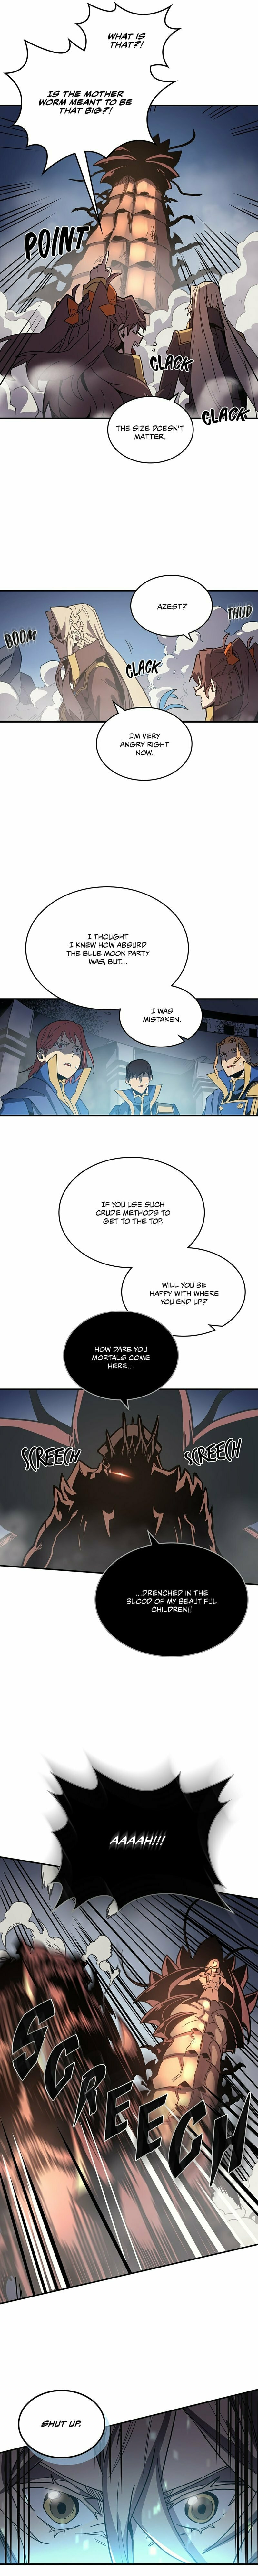 WHAT IS
THAT?!
IS THE MOTHER
WORM MEANT TO BE
THAT BIG?!
POINT
CLACK
CLACK
THE SIZE DOESN'T
MATTER.
AZEST?
THUD
BOOM
CLACK
I'M VERY
ANGRY RIGHT
NOW.
I THOUGHT
I KNEW HOW ABSURD
THE BLUE MOON PARTY
WAS, BUT...
I WAS
MISTAKEN.
IF YOU USE SUCH
CRUDE METHODS TO
GET TO THE TOP,
WILL YOU BE
HAPPY WITH WHERE
YOU END UP?
HOW DARE YOU
MORTALS COME
HERE...
SCREECH
SCREECH
...DRENCHED IN THE
BLOOD OF MY BEAUTIFUL
CHILDREN!!
AAAAH!!!
SCREECH
SHUT UP.